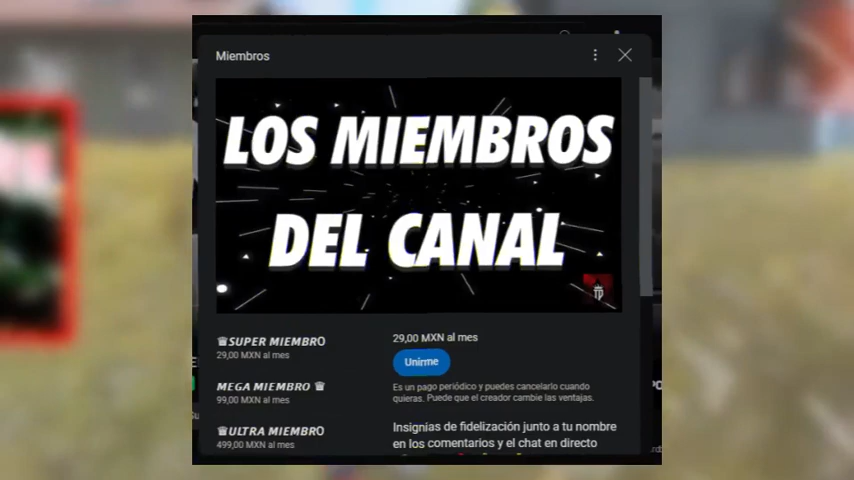 Miembros
LOS MIEMBROS
DEL CANAL
TP
♛SUPER MIEMBRO
29,00 MXN al mes
MEGA MIEMBRO ♛
99,00 MXN al mes
♛ULTRA MIEMBRO
499,00 MXN al mes
29,00 MXN al mes
Unirme
Es un pago periódico y puedes cancelarlo cuando
quieras. Puede que el creador cambie las ventajas.
Insignias de fidelización junto a tu nombre
en los comentarios y el chat en directo